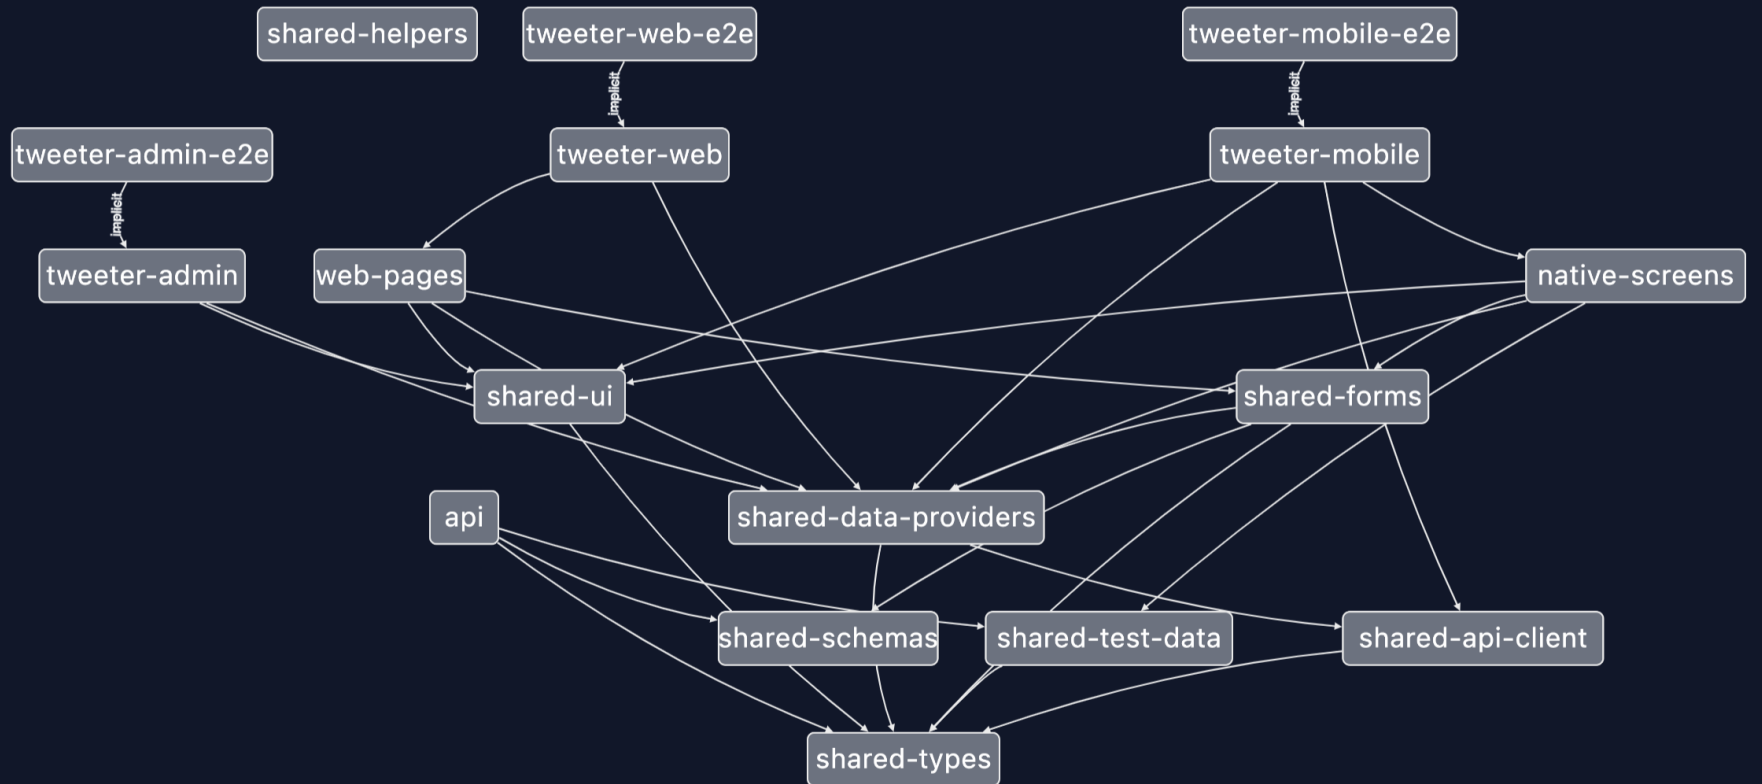 shared-helpers
tweeter-web-e2e
tweeter-mobile-e2e
implicit
implicit
tweeter-admin-e2e
tweeter-web
tweeter-mobile
implicit
tweeter-admin
web-pages
native-screens
shared-ui
shared-forms
api
shared-data-providers
shared-schemas
shared-test-data
shared-api-client
shared-types